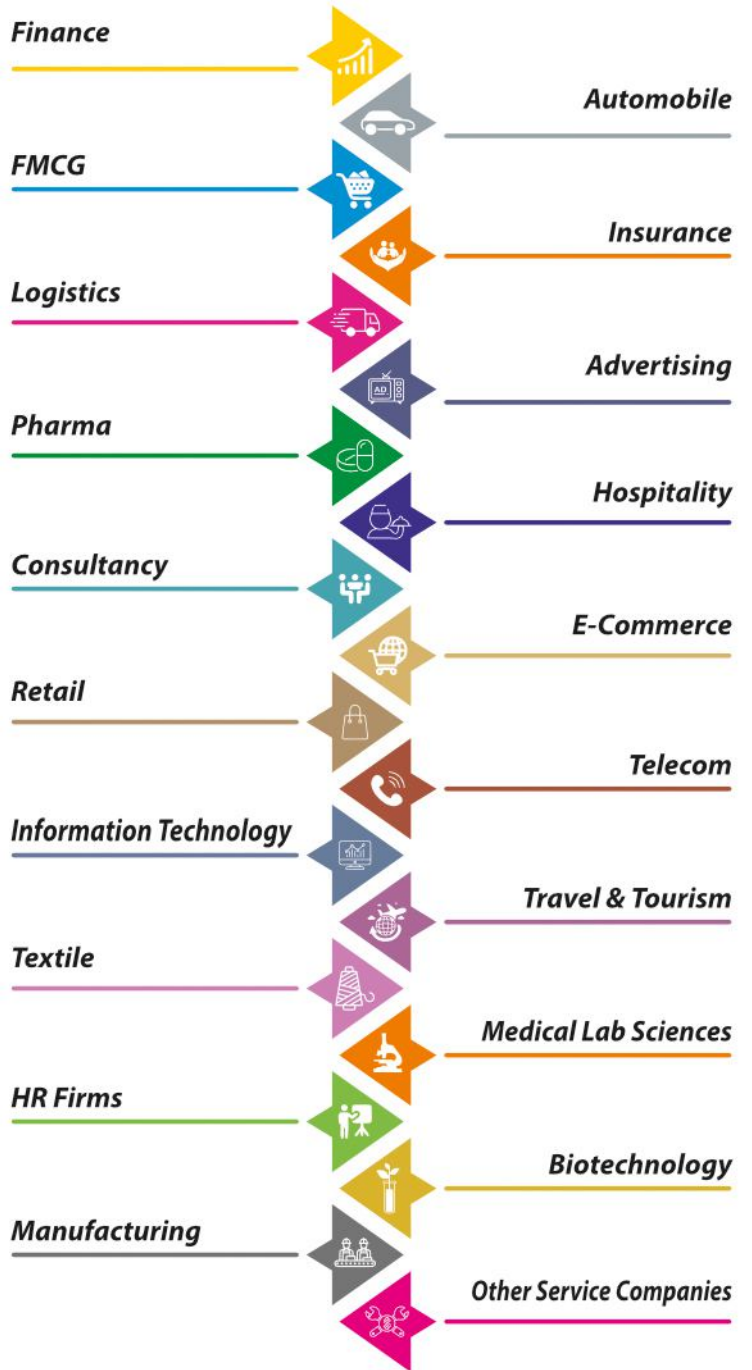 Finance
Automobile
FMCG
Insurance
Logistics
Advertising
AD
Pharma
Hospitality
Consultancy
E-Commerce
Retail
Telecom
Information Technology
Travel & Tourism
Textile
Medical Lab Sciences
HR Firms
Biotechnology
Manufacturing
Other Service Companies